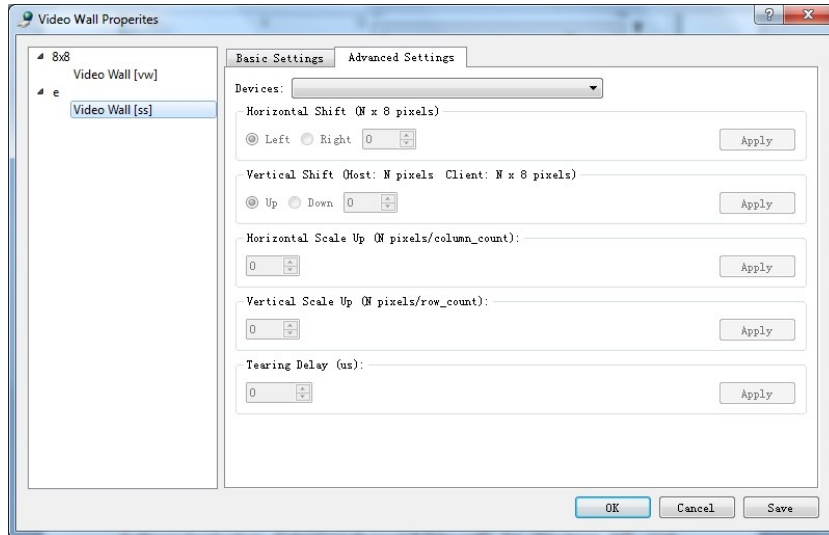 Video Wall Properites
8x8
Video Wall [vw]
e
Video Wall [ss]
Basic Settings
Advanced Settings
Devices:
Horizontal Shift (N x 8 pixels)
Left Right 0 Apply
Vertical Shift (Host: N pixels Client: N x 8 pixels)
Up Down 0 Apply
Horizontal Scale Up (N pixels/column_count):
0 Apply
Vertical Scale Up (N pixels/row_count):
0 Apply
Tearing Delay (us):
0 Apply
OK Cancel Save